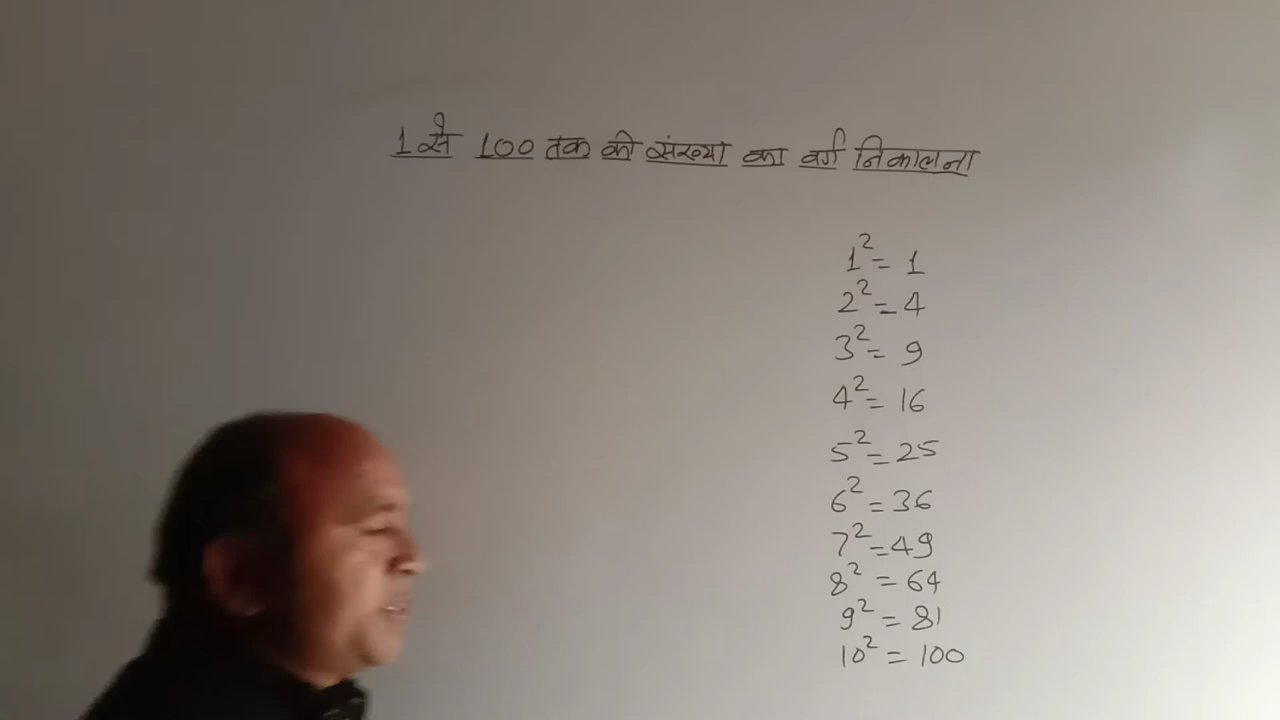 1 से 100 तक की संख्या का वर्ग निकालना
1² = 1
2² = 4
3² = 9
4² = 16
5² = 25
6² = 36
7² = 49
8² = 64
9² = 81
10² = 100